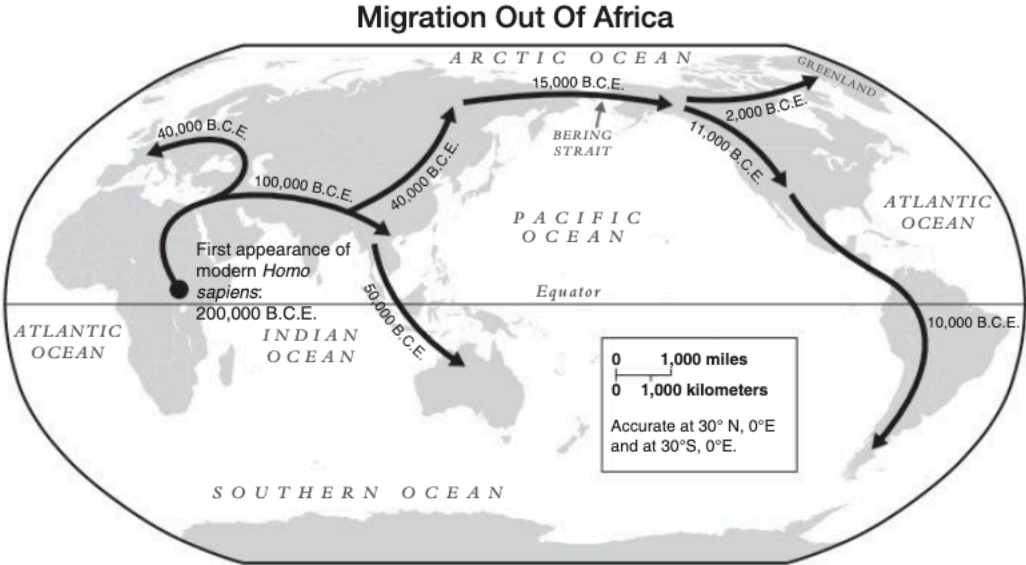 Migration Out Of Africa
ARCTIC OCEAN
GREENLAND
15,000 B.C.E.
2,000 B.C.E.
BERING
STRAIT
40,000 B.C.E.
11,000 B.C.E.
100,000 B.C.E.
40,000 B.C.E.
ATLANTIC
OCEAN
PACIFIC
OCEAN
First appearance of
modern Homo
sapiens:
200,000 B.C.E.
50,000 B.C.E.
Equator
ATLANTIC
OCEAN
INDIAN
OCEAN
10,000 B.C.E.
0 1,000 miles
0 1,000 kilometers
Accurate at 30° N, 0°E
and at 30°S, 0°E.
SOUTHERN OCEAN